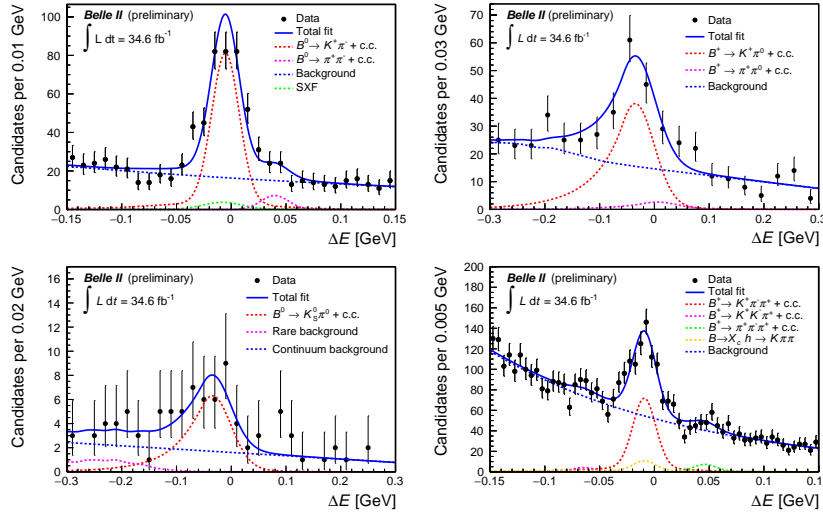 Belle II (preliminary)
∫ L dt = 34.6 fb⁻¹
Data
Total fit
B⁰→ K⁺π⁻ + c.c.
B⁰→ π⁺π⁻ + c.c.
Background
SXF
Candidates per 0.01 GeV
0
20
40
60
80
100
−0.15 −0.1 −0.05 0 0.05 0.1 0.15
ΔE [GeV]
Belle II (preliminary)
∫ L dt = 34.6 fb⁻¹
Data
Total fit
B⁺→ K⁺π⁰ + c.c.
B⁺→ π⁺π⁰ + c.c.
Background
Candidates per 0.03 GeV
0
10
20
30
40
50
60
70
−0.3 −0.2 −0.1 0 0.1 0.2 0.3
ΔE [GeV]
Belle II (preliminary)
∫ L dt = 34.6 fb⁻¹
Data
Total fit
B⁰→ K⁰_S π⁰ + c.c.
Rare background
Continuum background
Candidates per 0.02 GeV
0
2
4
6
8
10
12
14
16
−0.3 −0.2 −0.1 0 0.1 0.2 0.3
ΔE [GeV]
Belle II (preliminary)
∫ L dt = 34.6 fb⁻¹
Data
Total fit
B⁺→ K⁺π⁻π⁺ + c.c.
B⁺→ K⁺K⁻π⁺ + c.c.
B⁺→ π⁺π⁻π⁺ + c.c.
B→X_c h → Kππ
Background
Candidates per 0.005 GeV
0
20
40
60
80
100
120
140
160
180
200
−0.15 −0.1 −0.05 0 0.05 0.1 0.15
ΔE [GeV]